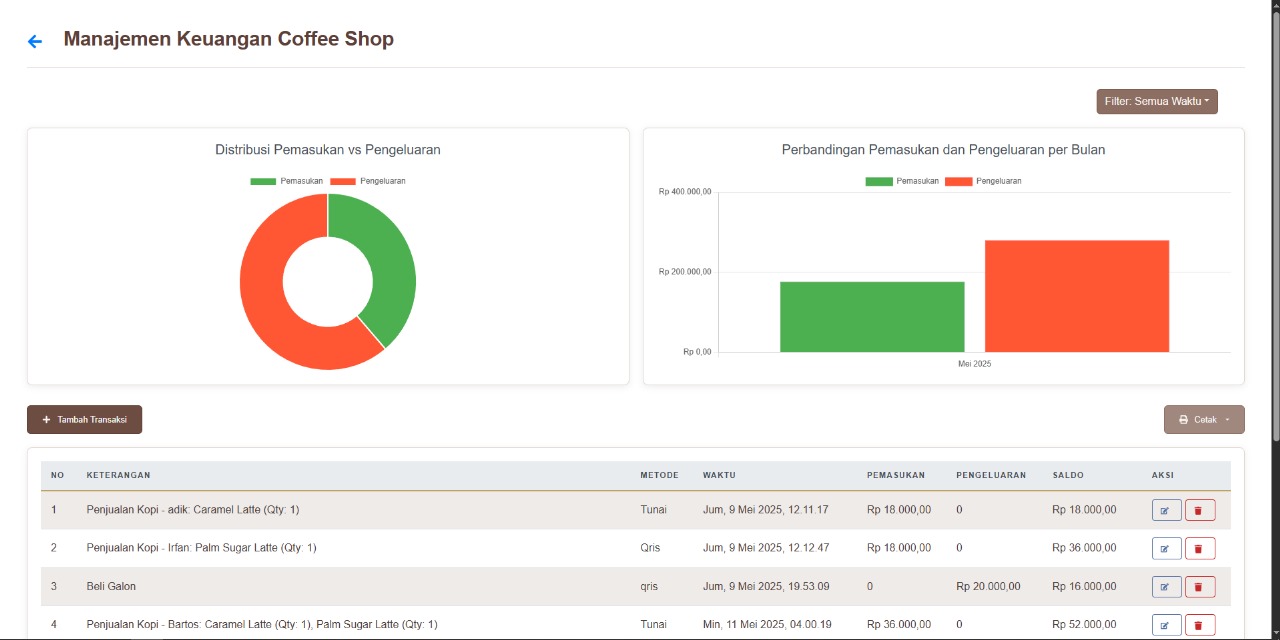 Manajemen Keuangan Coffee Shop
Filter: Semua Waktu
Distribusi Pemasukan vs Pengeluaran
Pemasukan Pengeluaran
Perbandingan Pemasukan dan Pengeluaran per Bulan
Pemasukan Pengeluaran
Rp 400.000,00
Rp 200.000,00
Rp 0,00
Mei 2025
Tambah Transaksi
Cetak
NO KETERANGAN METODE WAKTU PEMASUKAN PENGELUARAN SALDO AKSI
1 Penjualan Kopi - adik: Caramel Latte (Qty: 1) Tunai Jum, 9 Mei 2025, 12.11.17 Rp 18.000,00 0 Rp 18.000,00
2 Penjualan Kopi - Irfan: Palm Sugar Latte (Qty: 1) Qris Jum, 9 Mei 2025, 12.12.47 Rp 18.000,00 0 Rp 36.000,00
3 Beli Galon qris Jum, 9 Mei 2025, 19.53.09 0 Rp 20.000,00 Rp 16.000,00
4 Penjualan Kopi - Bartos: Caramel Latte (Qty: 1), Palm Sugar Latte (Qty: 1) Tunai Min, 11 Mei 2025, 04.00.19 Rp 36.000,00 0 Rp 52.000,00